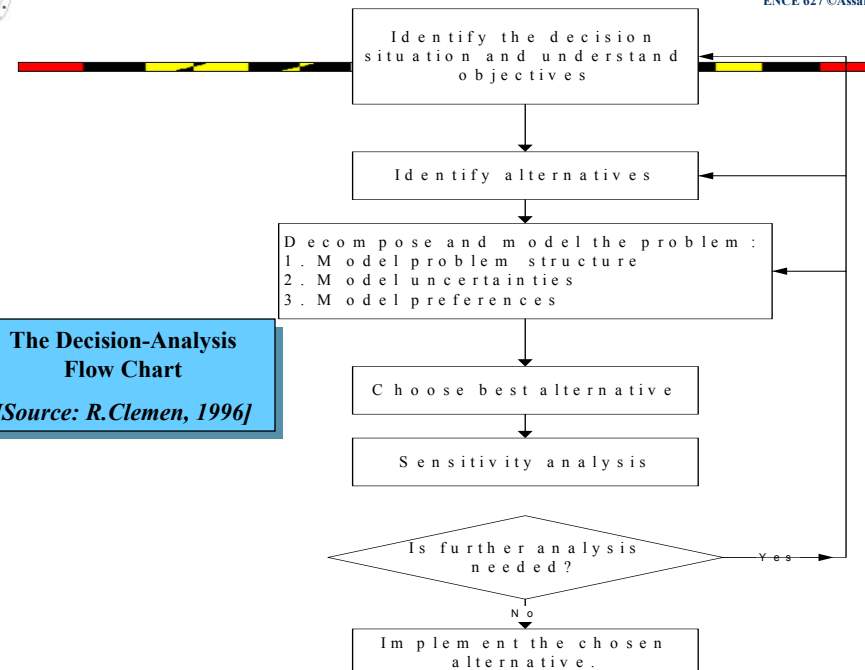 ENCE 627 ©Assak
Identify the decision
situation and understand
objectives
Identify alternatives
Decompose and model the problem:
1. Model problem structure
2. Model uncertainties
3. Model preferences
The Decision-Analysis
Flow Chart
[Source: R.Clemen, 1996]
Choose best alternative
Sensitivity analysis
Is further analysis
needed?
Yes
No
Implement the chosen
alternative.